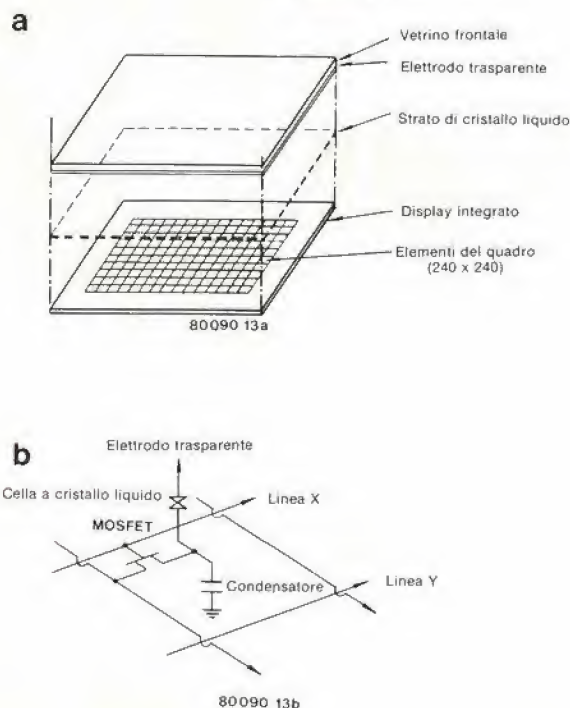 a
Vetrino frontale
Elettrodo trasparente
Strato di cristallo liquido
Display integrato
Elementi del quadro
(240 x 240)
80090 13a
b
Elettrodo trasparente
Cella a cristallo liquido
Linea X
MOSFET
Condensatore
Linea Y
80090 13b